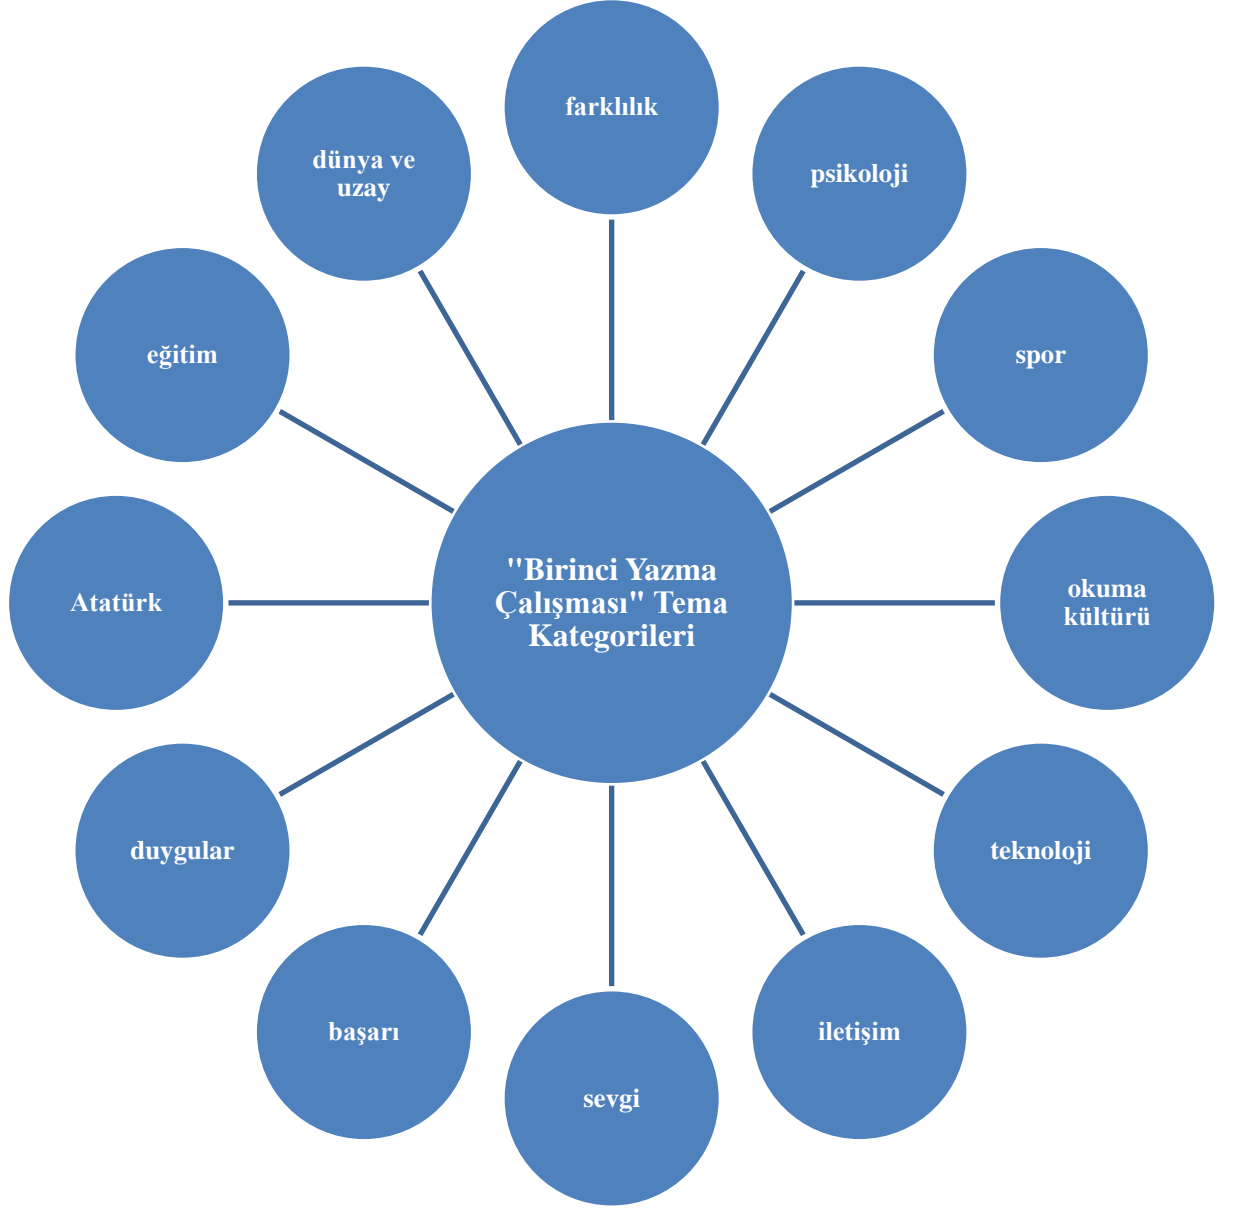 farklılık
psikoloji
spor
okuma
kültürü
teknoloji
iletişim
sevgi
başarı
duygular
Atatürk
eğitim
dünya ve
uzay
"Birinci Yazma
Çalışması" Tema
Kategorileri